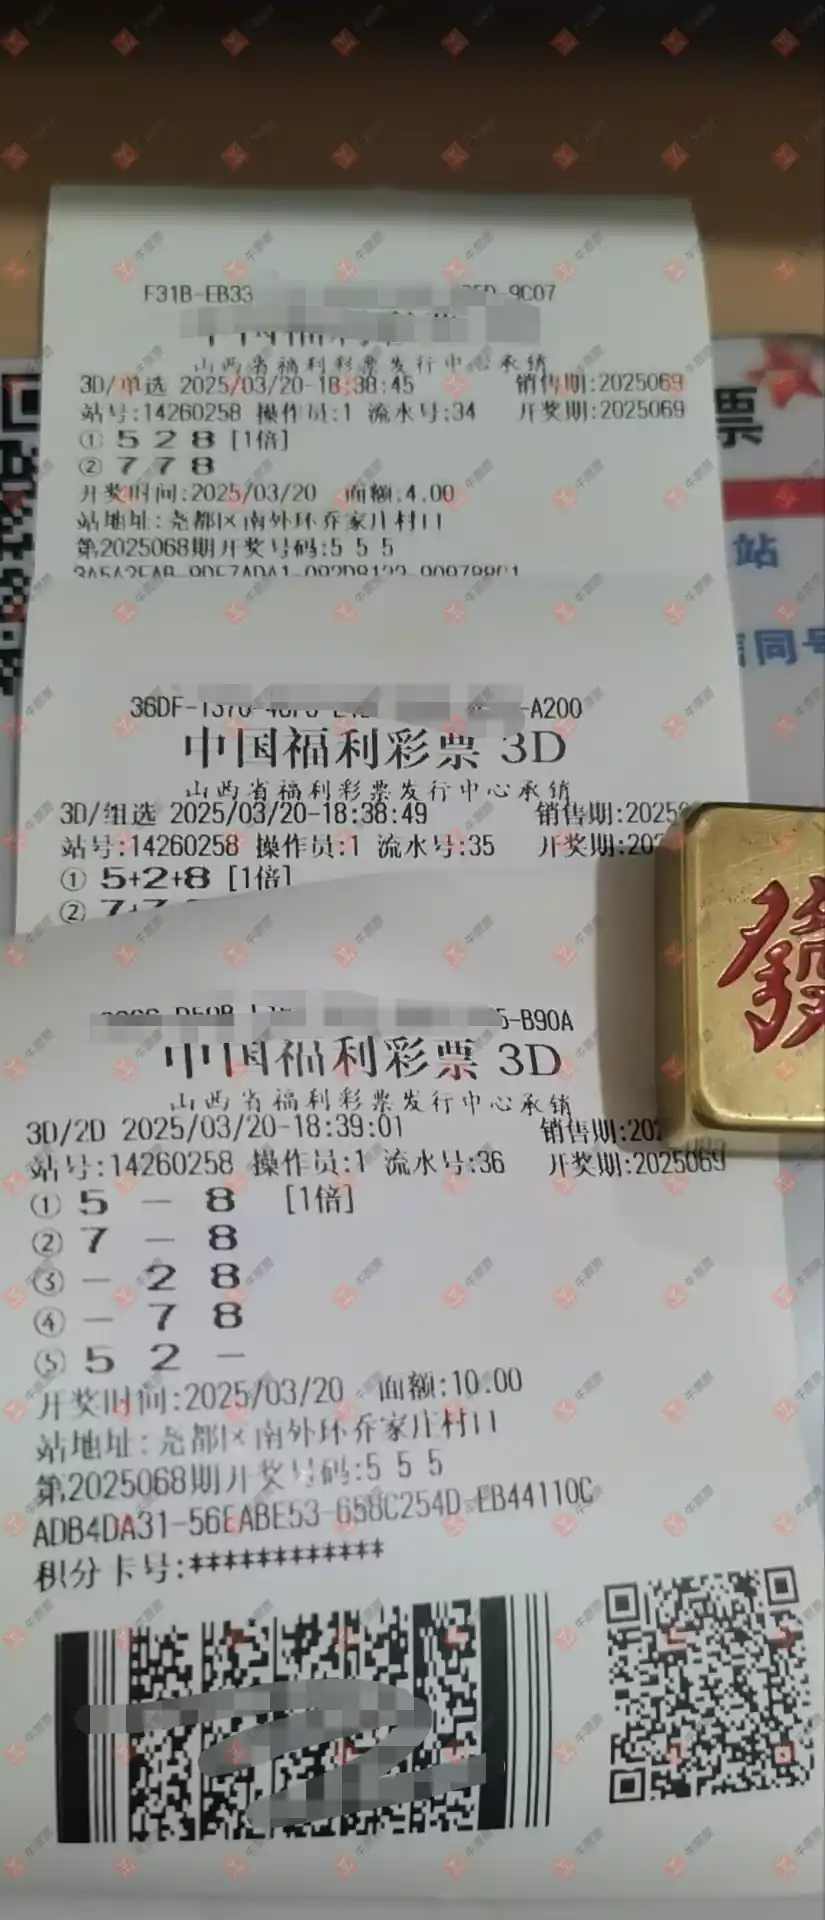 F31B-EB33
9C07
山西省福利彩票发行中心承销
3D/单选 2025/03/20-18:38:45 销售期:2025069
站号:14260258 操作员:1 流水号:34 开奖期:2025069
① 5 2 8 [1倍]
② 7 7 8
开奖时间:2025/03/20 面额:4.00
站地址:尧都区南外环乔家庄村口
第2025068期开奖号码:5 5 5
票
站
同号
36DF- -A200
中国福利彩票 3D
山西省福利彩票发行中心承销
3D/组选 2025/03/20-18:38:49 销售期:2025
站号:14260258 操作员:1 流水号:35 开奖期:202
① 5+2+8 [1倍]
②
發
5-B90A
中国福利彩票 3D
山西省福利彩票发行中心承销
3D/2D 2025/03/20-18:39:01 销售期:202
站号:14260258 操作员:1 流水号:36 开奖期:2025069
① 5 - 8 [1倍]
② 7 - 8
③ - 2 8
④ - 7 8
⑤ 5 2 -
开奖时间:2025/03/20 面额:10.00
站地址:尧都区南外环乔家庄村口
第2025068期开奖号码:5 5 5
ADB4DA31-56EABE53-658C254D-EB44110C
积分卡号:************